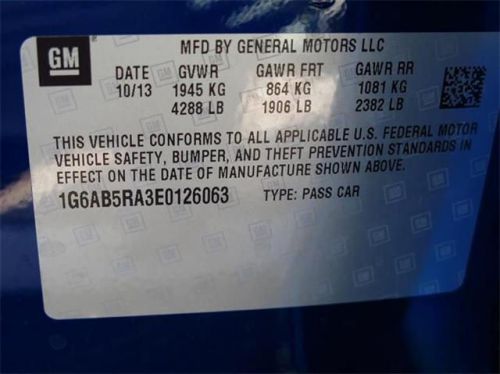 GM
MFD BY GENERAL MOTORS LLC
DATE GVWR GAWR FRT GAWR RR
10/13 1945 KG 864 KG 1081 KG
4288 LB 1906 LB 2382 LB
THIS VEHICLE CONFORMS TO ALL APPLICABLE U.S. FEDERAL MOTOR
VEHICLE SAFETY, BUMPER, AND THEFT PREVENTION STANDARDS IN
EFFECT ON THE DATE OF MANUFACTURE SHOWN ABOVE.
1G6AB5RA3E0126063 TYPE: PASS CAR